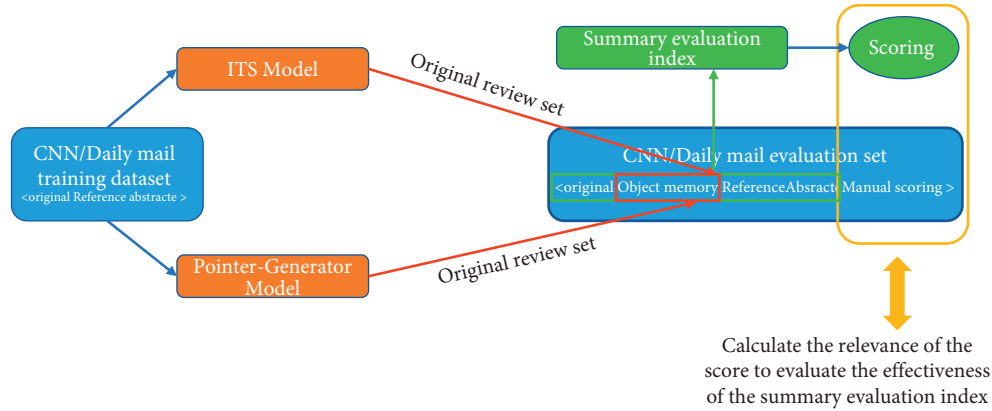 Summary evaluation
index
Scoring
ITS Model
Original review set
CNN/Daily mail
training dataset
<original Reference abstracte >
CNN/Daily mail evaluation set
<original Object memory ReferenceAbsracte Manual scoring >
Pointer-Generator
Model
Original review set
Calculate the relevance of the
score to evaluate the effectiveness
of the summary evaluation index